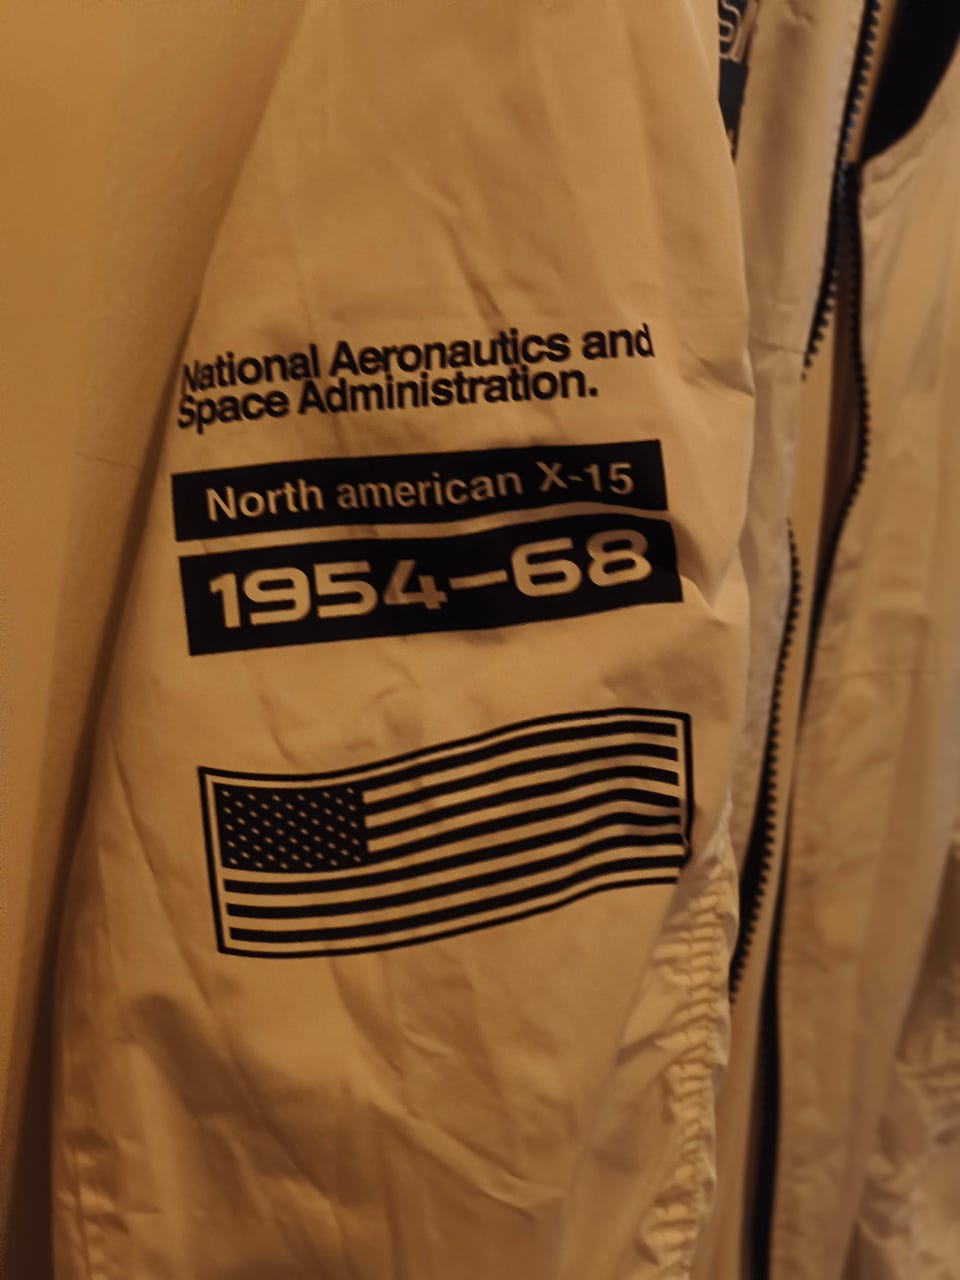 National Aeronautics and
Space Administration.
North american X-15
1954–68